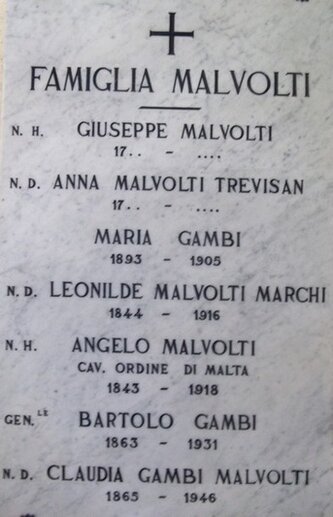 FAMIGLIA MALVOLTI
N. H. GIUSEPPE MALVOLTI
17.. – ....
N. D. ANNA MALVOLTI TREVISAN
17.. – ....
MARIA GAMBI
1893 – 1905
N. D. LEONILDE MALVOLTI MARCHI
1844 – 1916
N. H. ANGELO MALVOLTI
CAV. ORDINE DI MALTA
1843 – 1918
GEN.LE BARTOLO GAMBI
1863 – 1931
N. D. CLAUDIA GAMBI MALVOLTI
1865 – 1946